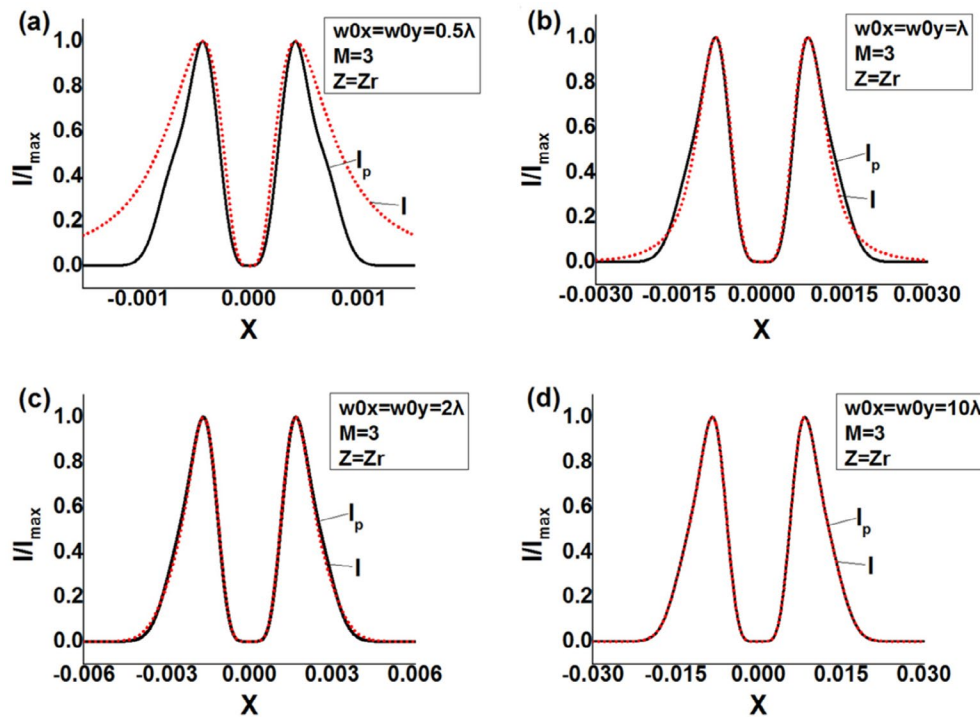 (a)
w0x=w0y=0.5λ
M=3
Z=Zr
1.0
0.8
0.6
0.4
0.2
0.0
I/Imax
Ip
I
-0.001
0.000
0.001
X
(b)
w0x=w0y=λ
M=3
Z=Zr
1.0
0.8
0.6
0.4
0.2
0.0
I/Imax
Ip
I
-0.0030
-0.0015
0.0000
0.0015
0.0030
X
(c)
w0x=w0y=2λ
M=3
Z=Zr
1.0
0.8
0.6
0.4
0.2
0.0
I/Imax
Ip
I
-0.006
-0.003
0.000
0.003
0.006
X
(d)
w0x=w0y=10λ
M=3
Z=Zr
1.0
0.8
0.6
0.4
0.2
0.0
I/Imax
Ip
I
-0.030
-0.015
0.000
0.015
0.030
X